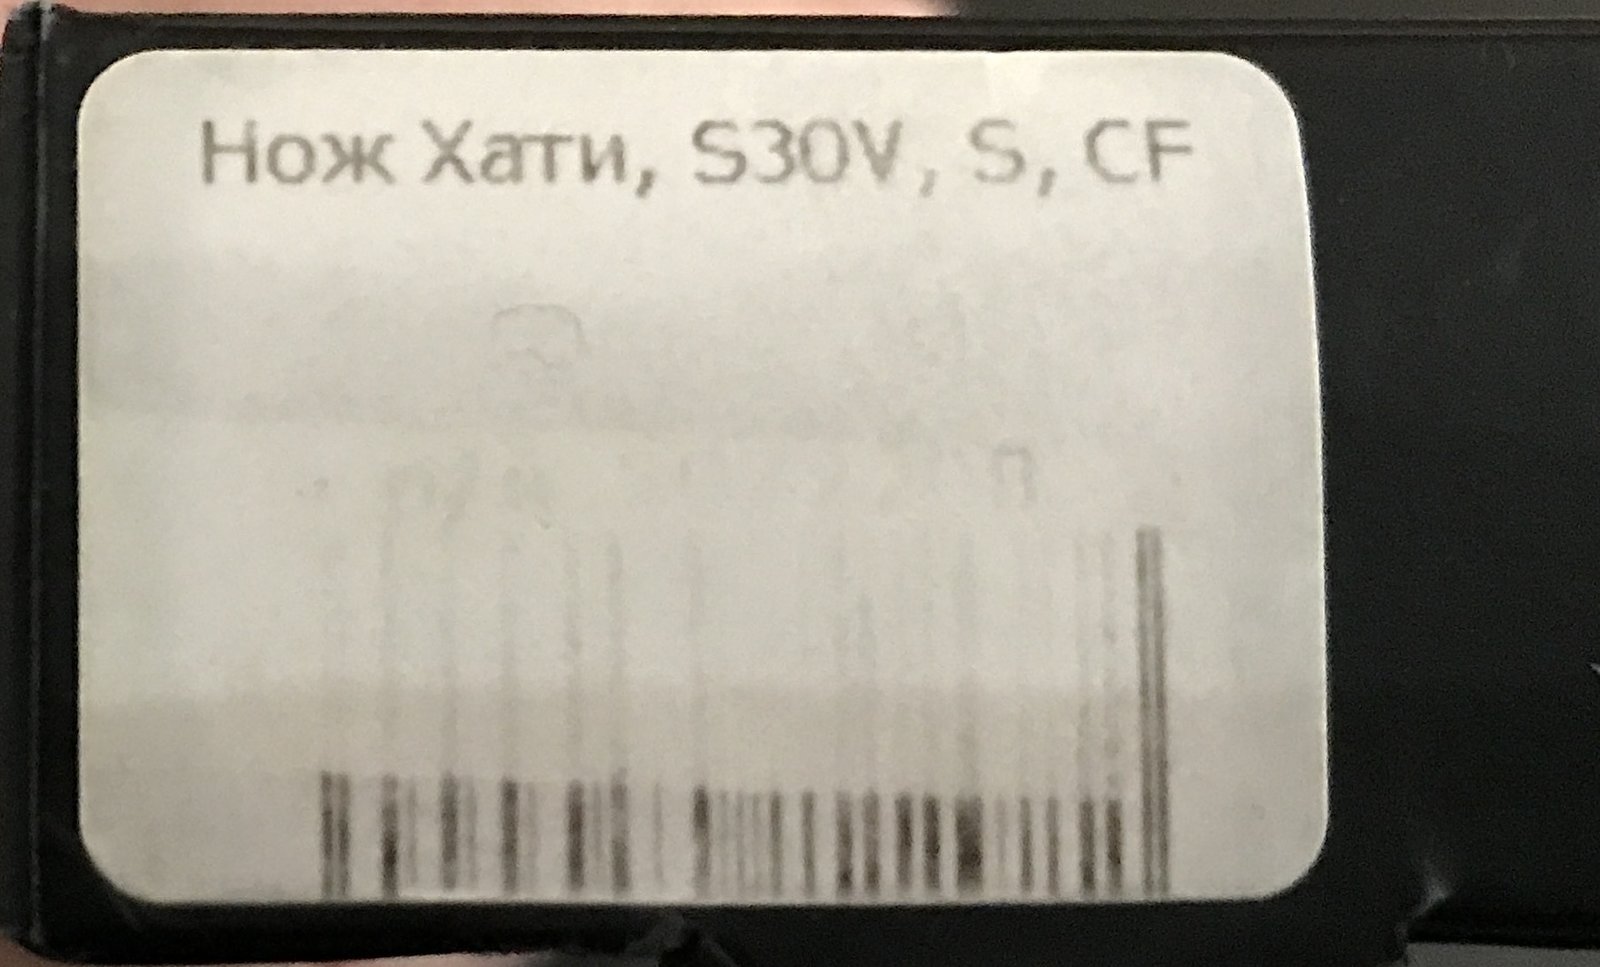 Нож Хати, S30V, S, CF